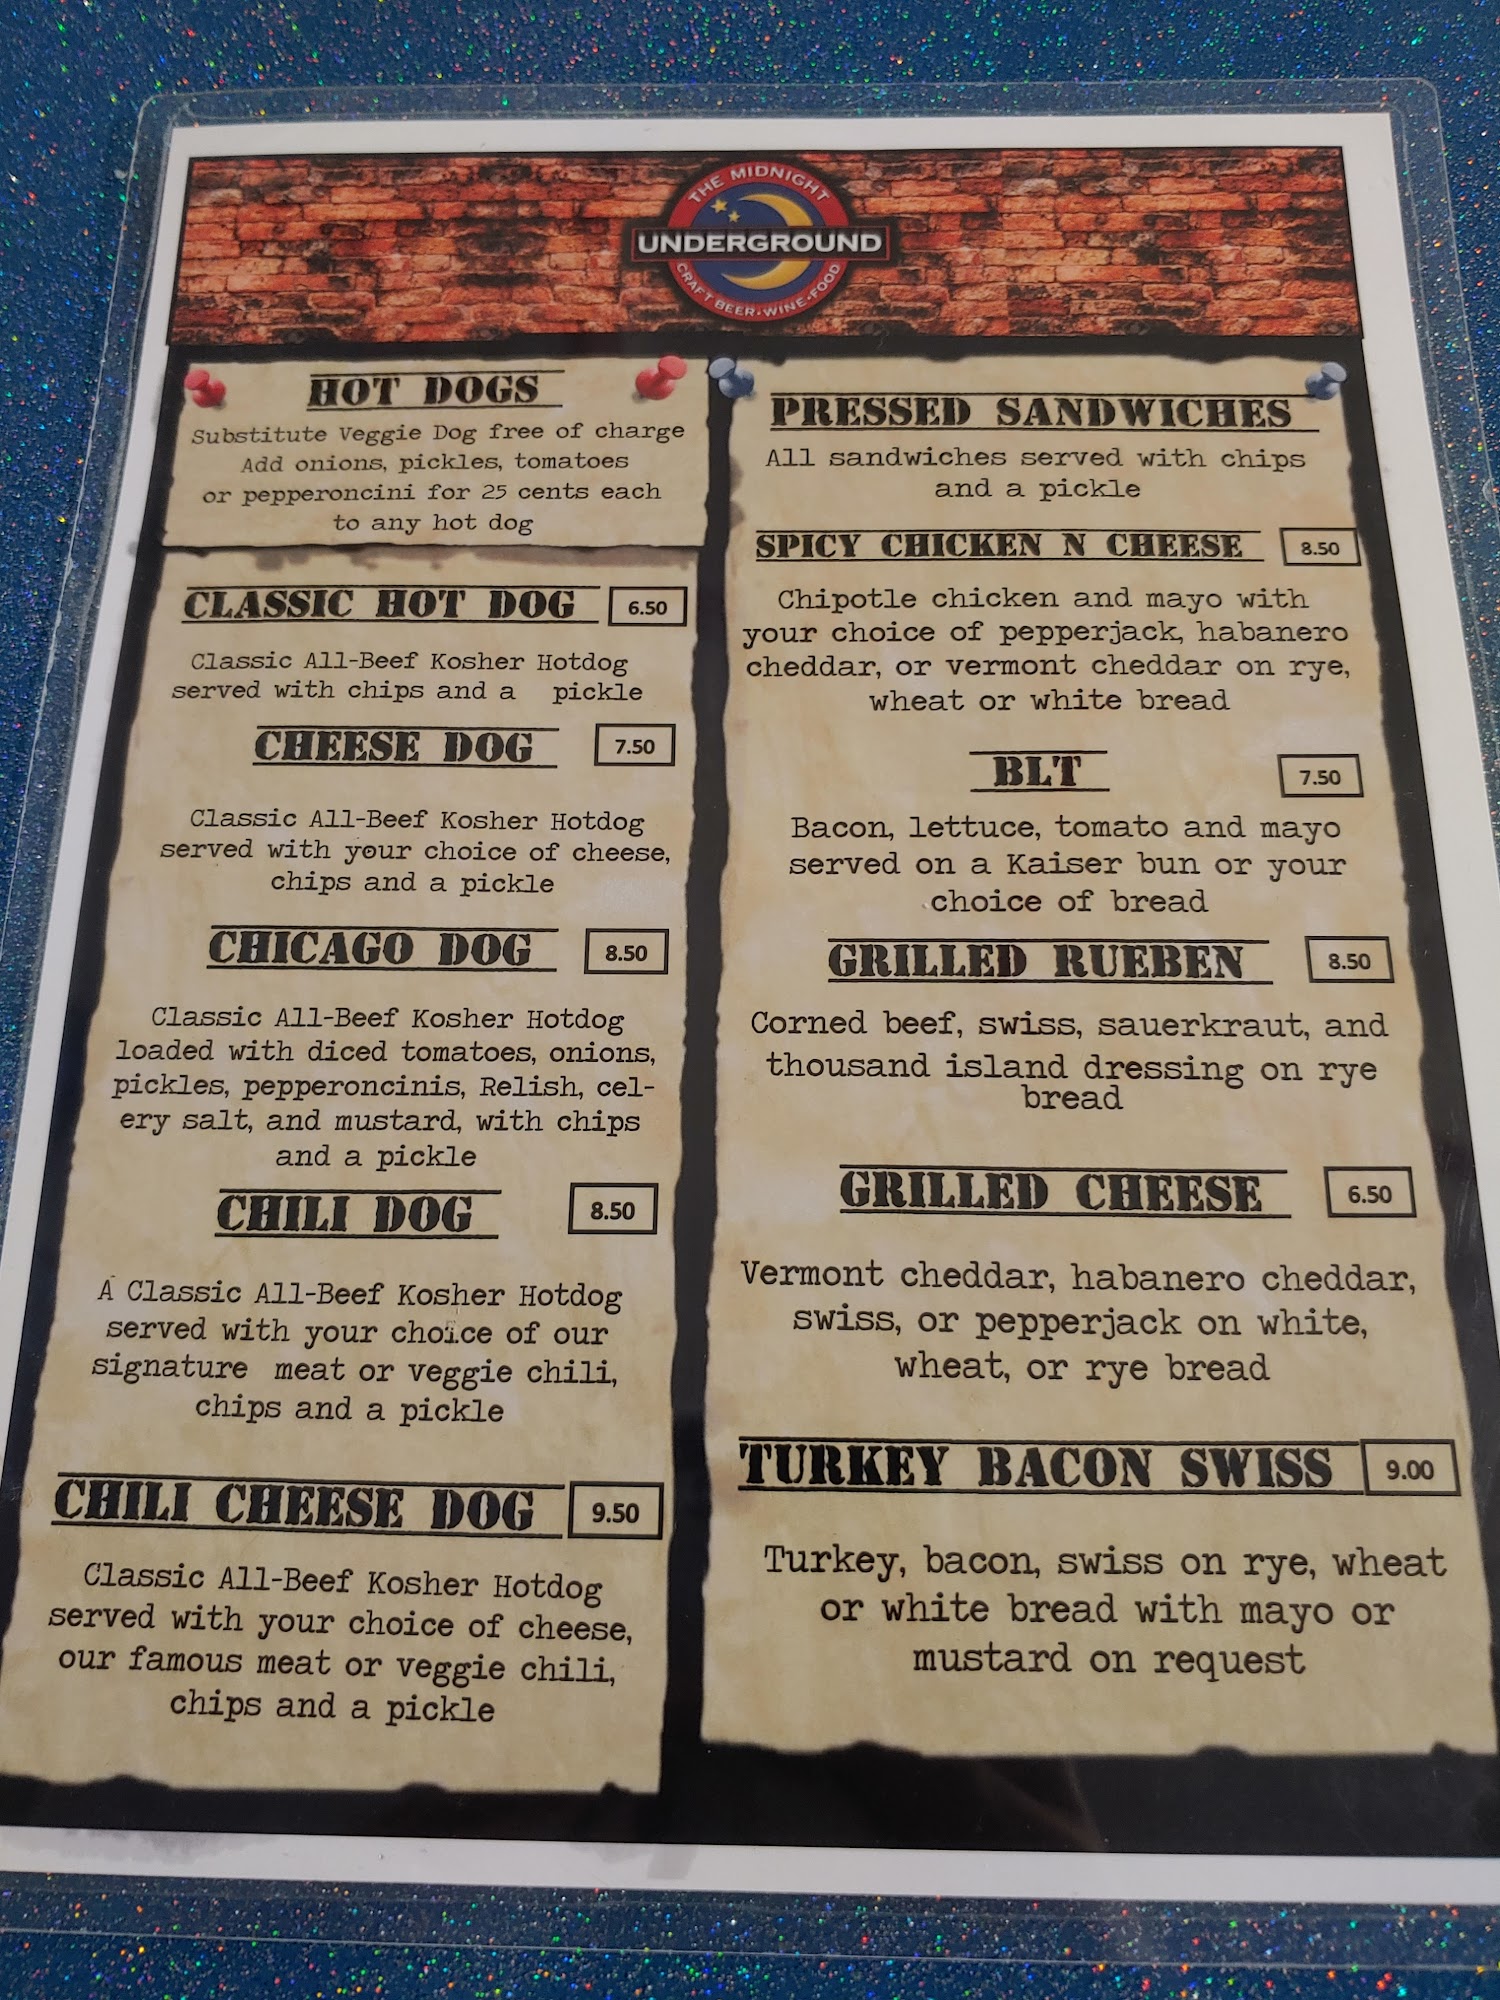 THE MIDNIGHT
UNDERGROUND
CRAFT BEER·WINE·FOOD
HOT DOGS
Substitute Veggie Dog free of charge
Add onions, pickles, tomatoes
or pepperoncini for 25 cents each
to any hot dog
CLASSIC HOT DOG 6.50
Classic All-Beef Kosher Hotdog
served with chips and a pickle
CHEESE DOG 7.50
Classic All-Beef Kosher Hotdog
served with your choice of cheese,
chips and a pickle
CHICAGO DOG 8.50
Classic All-Beef Kosher Hotdog
loaded with diced tomatoes, onions,
pickles, pepperoncinis, Relish, cel-
ery salt, and mustard, with chips
and a pickle
CHILI DOG 8.50
A Classic All-Beef Kosher Hotdog
served with your choice of our
signature meat or veggie chili,
chips and a pickle
CHILI CHEESE DOG 9.50
Classic All-Beef Kosher Hotdog
served with your choice of cheese,
our famous meat or veggie chili,
chips and a pickle
PRESSED SANDWICHES
All sandwiches served with chips
and a pickle
SPICY CHICKEN N CHEESE 8.50
Chipotle chicken and mayo with
your choice of pepperjack, habanero
cheddar, or vermont cheddar on rye,
wheat or white bread
BLT 7.50
Bacon, lettuce, tomato and mayo
served on a Kaiser bun or your
choice of bread
GRILLED RUEBEN 8.50
Corned beef, swiss, sauerkraut, and
thousand island dressing on rye
bread
GRILLED CHEESE 6.50
Vermont cheddar, habanero cheddar,
swiss, or pepperjack on white,
wheat, or rye bread
TURKEY BACON SWISS 9.00
Turkey, bacon, swiss on rye, wheat
or white bread with mayo or
mustard on request